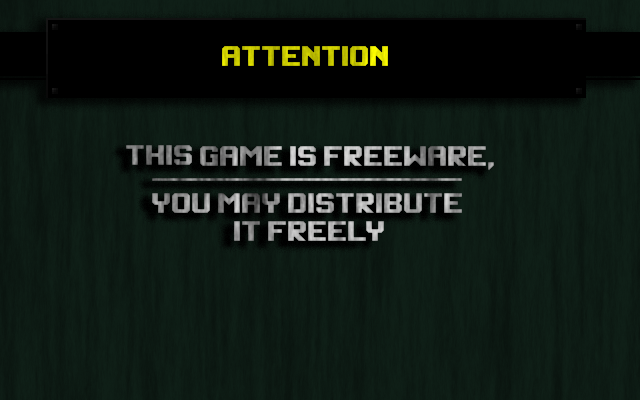 ATTENTION
THIS GAME IS FREEWARE,
YOU MAY DISTRIBUTE
IT FREELY